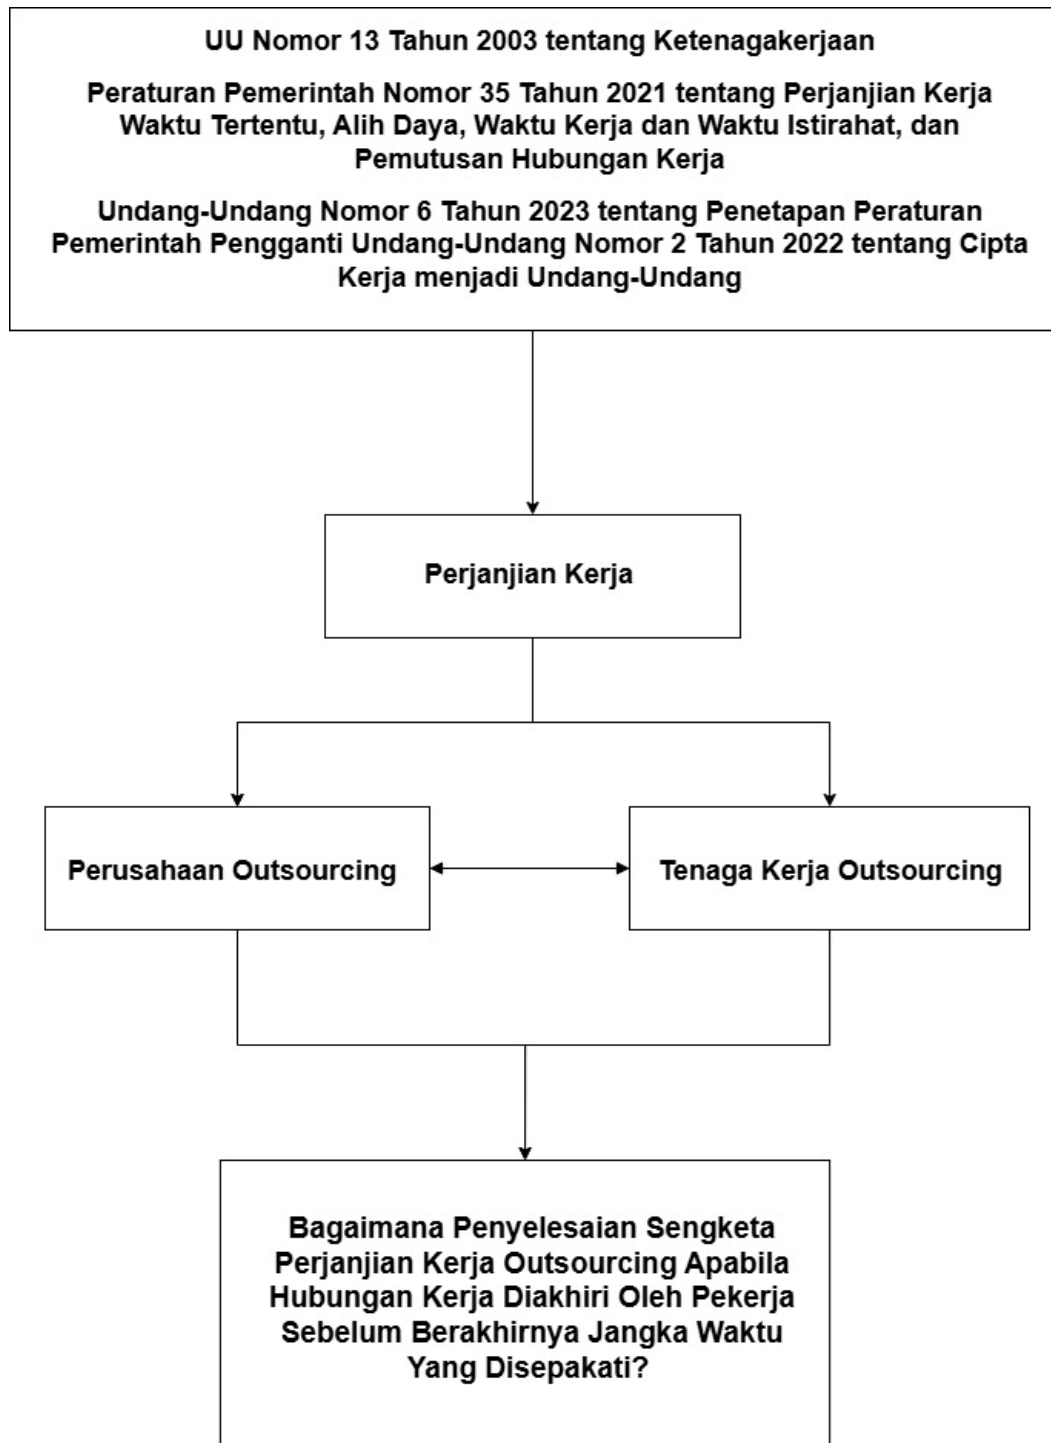 UU Nomor 13 Tahun 2003 tentang Ketenagakerjaan
Peraturan Pemerintah Nomor 35 Tahun 2021 tentang Perjanjian Kerja
Waktu Tertentu, Alih Daya, Waktu Kerja dan Waktu Istirahat, dan
Pemutusan Hubungan Kerja
Undang-Undang Nomor 6 Tahun 2023 tentang Penetapan Peraturan
Pemerintah Pengganti Undang-Undang Nomor 2 Tahun 2022 tentang Cipta
Kerja menjadi Undang-Undang
Perjanjian Kerja
Perusahaan Outsourcing
Tenaga Kerja Outsourcing
Bagaimana Penyelesaian Sengketa
Perjanjian Kerja Outsourcing Apabila
Hubungan Kerja Diakhiri Oleh Pekerja
Sebelum Berakhirnya Jangka Waktu
Yang Disepakati?